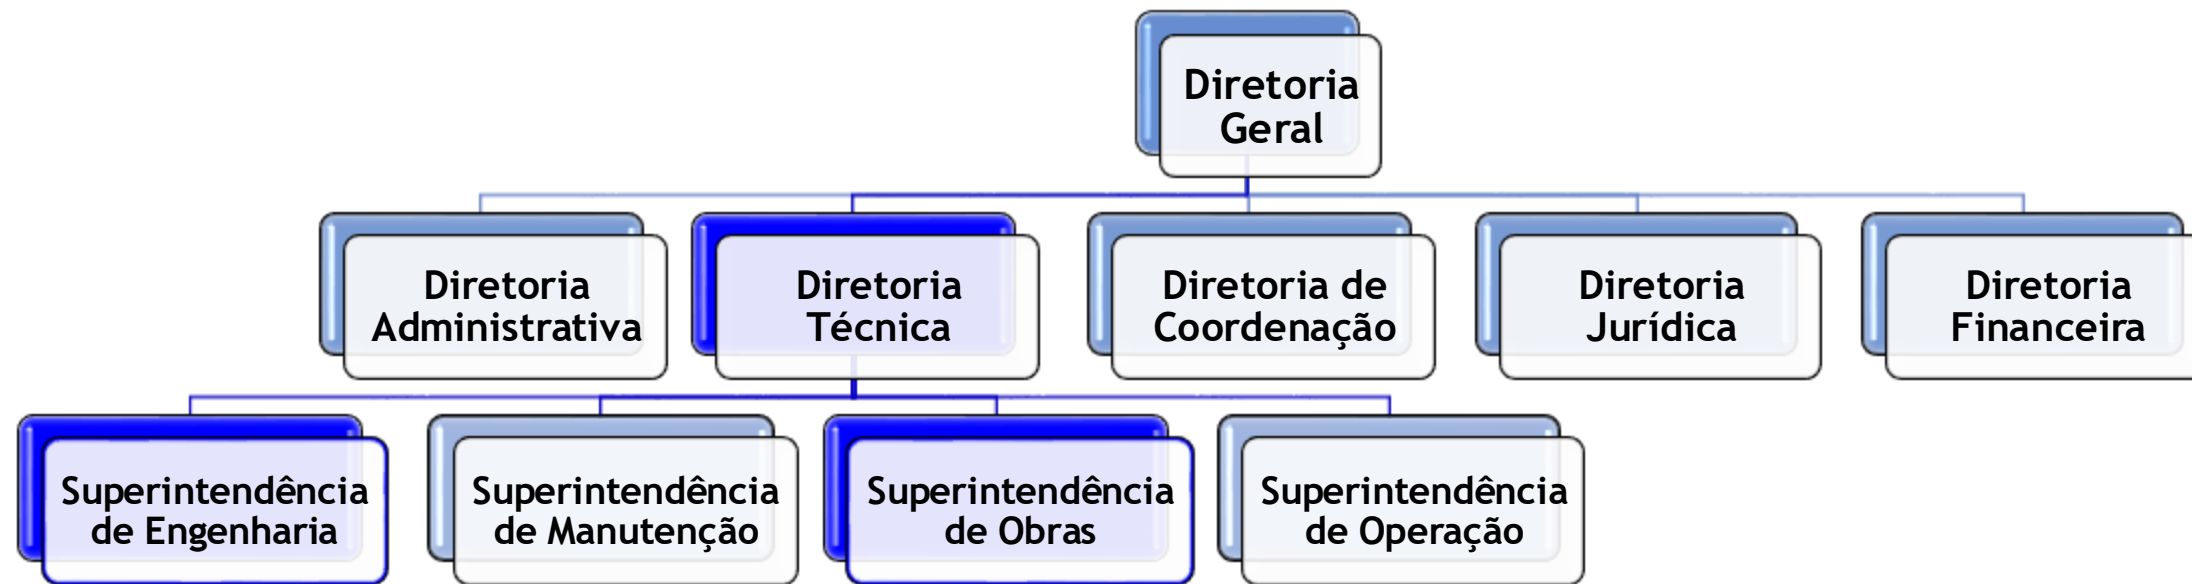 Diretoria
Geral
Diretoria
Administrativa
Diretoria
Técnica
Diretoria de
Coordenação
Diretoria
Jurídica
Diretoria
Financeira
Superintendência
de Engenharia
Superintendência
de Manutenção
Superintendência
de Obras
Superintendência
de Operação